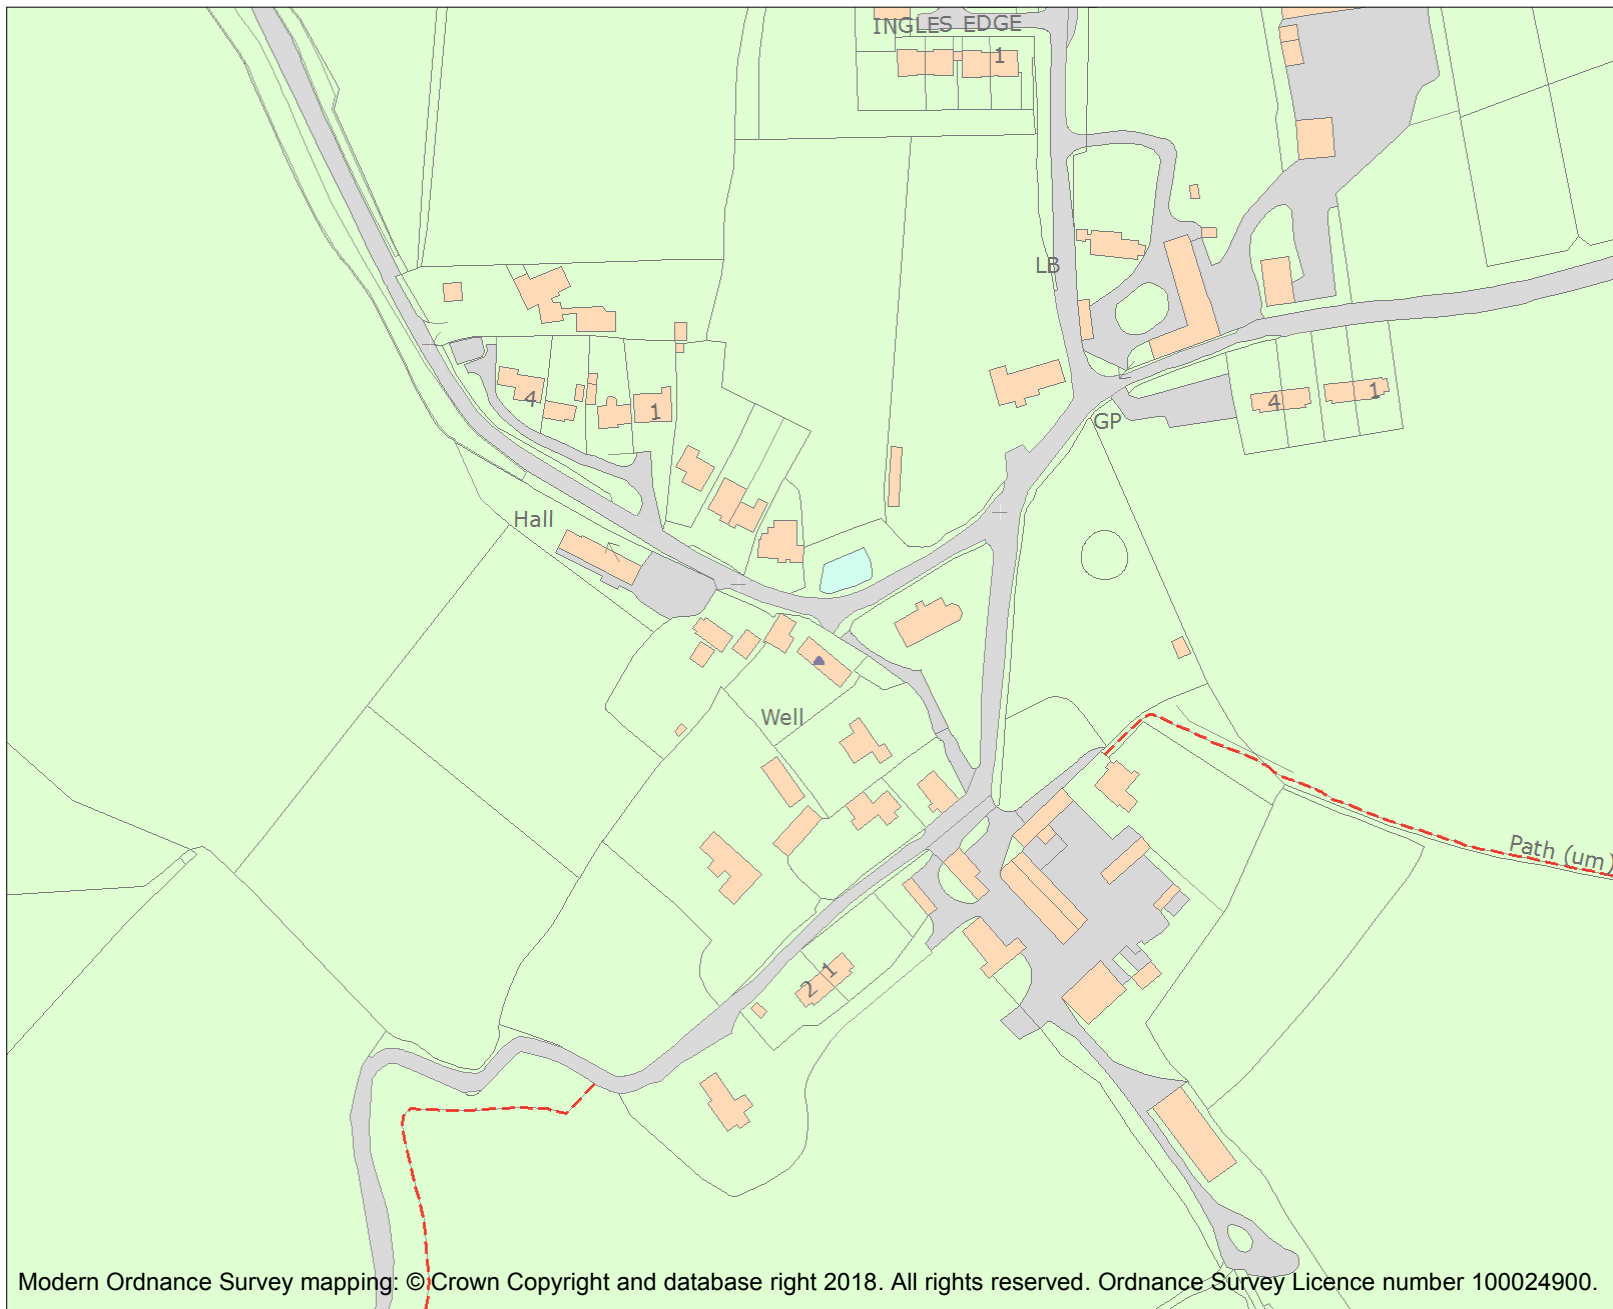 INGLES EDGE
1
LB
4
1
4
1
GP
Hall
Well
Path (um)
1
2
Modern Ordnance Survey mapping: © Crown Copyright and database right 2018. All rights reserved. Ordnance Survey Licence number 100024900.